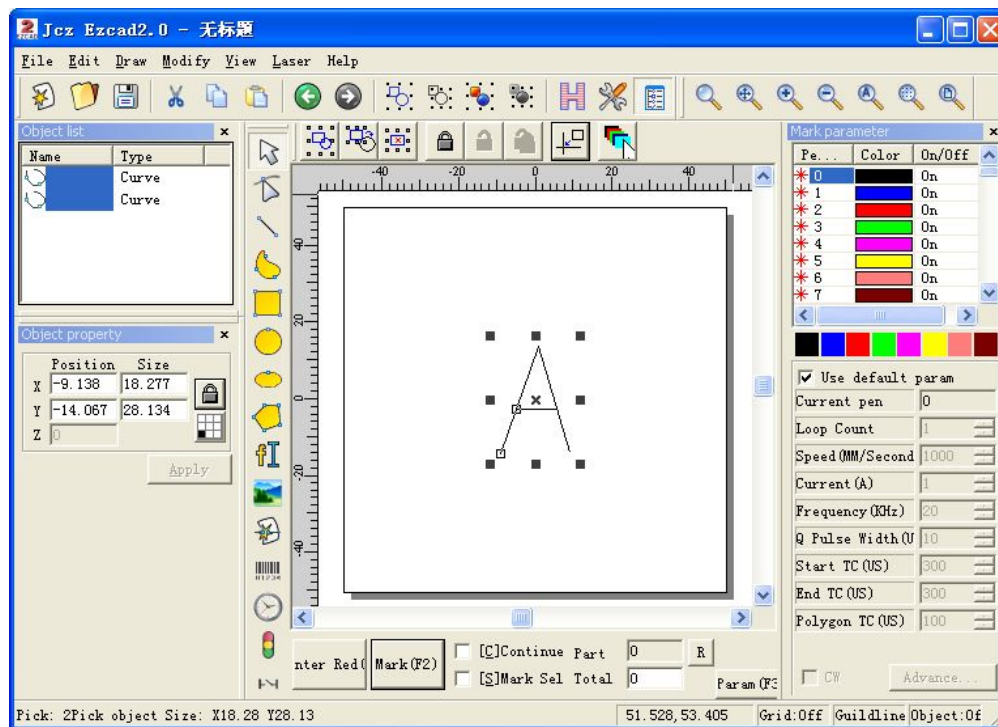 Jcz Ezcad2.0 - 无标题
File Edit Draw Modify View Laser Help
Object list
Name Type
Curve
Curve
Object property
Position Size
X -9.138 18.277
Y -14.067 28.134
Z 0
Apply
-40 -20 0 20 40
40
20
0
-20
-40
nter Red(
Mark(F2)
[C]Continue Part 0 R
[S]Mark Sel Total 0
Param(F3
Mark parameter
Pe... Color On/Off
0 On
1 On
2 On
3 On
4 On
5 On
6 On
7 On
Use default param
Current pen 0
Loop Count 1
Speed(MM/Second 1000
Current(A) 1
Frequency(KHz) 20
Q Pulse Width(U 10
Start TC(US) 300
End TC(US) 300
Polygon TC(US) 100
CW Advance...
Pick: 2Pick object Size: X18.28 Y28.13 51.528,53.405 Grid:Off Guildline Object:Of